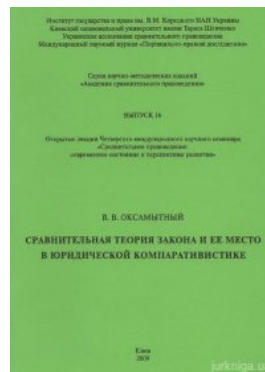 Институт государства и права им. В.М. Корецкого НАН Украины
Киевский национальный университет имени Тараса Шевченко
Украинская ассоциация сравнительного правоведения
Международный научный журнал «Порівняльно-правові дослідження»
Серия научно-методических изданий
«Академия сравнительного правоведения»
ВЫПУСК 16
Открытые лекции Четвертого международного научного семинара
«Сравнительное правоведение:
современное состояние и перспективы развития»
В. В. ОКСАМЫТНЫЙ
СРАВНИТЕЛЬНАЯ ТЕОРИЯ ЗАКОНА И ЕЕ МЕСТО
В ЮРИДИЧЕСКОЙ КОМПАРАТИВИСТИКЕ
Киев
2009
jurkniga.u